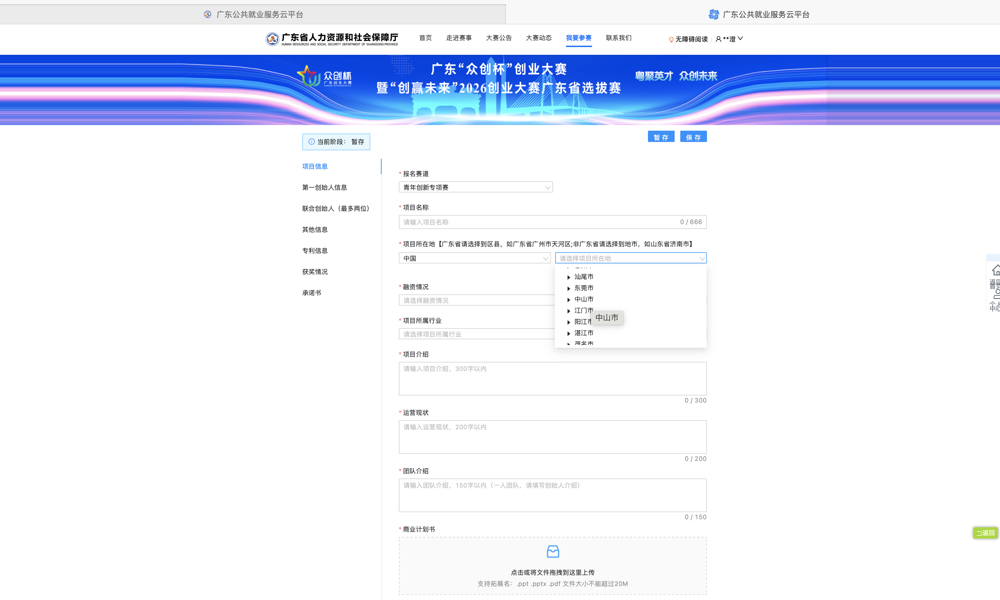 广东公共就业服务云平台
广东公共就业服务云平台
广东省人力资源和社会保障厅
HUMAN RESOURCES AND SOCIAL SECURITY DEPARTMENT OF GUANGDONG PROVINCE
首页
走进赛事
大赛公告
大赛动态
我要参赛
联系我们
无障碍阅读
**澄
众创杯
广东创业大赛
广东“众创杯”创业大赛
暨“创赢未来”2026创业大赛广东省选拔赛
粤聚英才 众创未来
当前阶段： 暂存
暂 存
保 存
项目信息
第一创始人信息
联合创始人（最多两位）
其他信息
专利信息
获奖情况
承诺书
* 报名赛道
青年创新专项赛
* 项目名称
请输入项目名称
0 / 666
* 项目所在地【广东省请选择到区县，如广东省广州市天河区;非广东省请选择到地市，如山东省济南市】
中国
请选择项目所在地
汕尾市
东莞市
中山市
江门市
中山市
阳江市
湛江市
茂名市
* 融资情况
请选择融资情况
* 项目所属行业
请选择项目所属行业
* 项目介绍
请输入项目介绍，300字以内
0 / 300
* 运营现状
请输入运营现状，200字以内
0 / 200
* 团队介绍
请输入团队介绍，150字以内（一人团队，请填写创始人介绍）
0 / 150
* 商业计划书
点击或将文件拖拽到这里上传
支持拓展名：.ppt .pptx .pdf 文件大小不能超过20M
返回
首页
个人
中心
返回